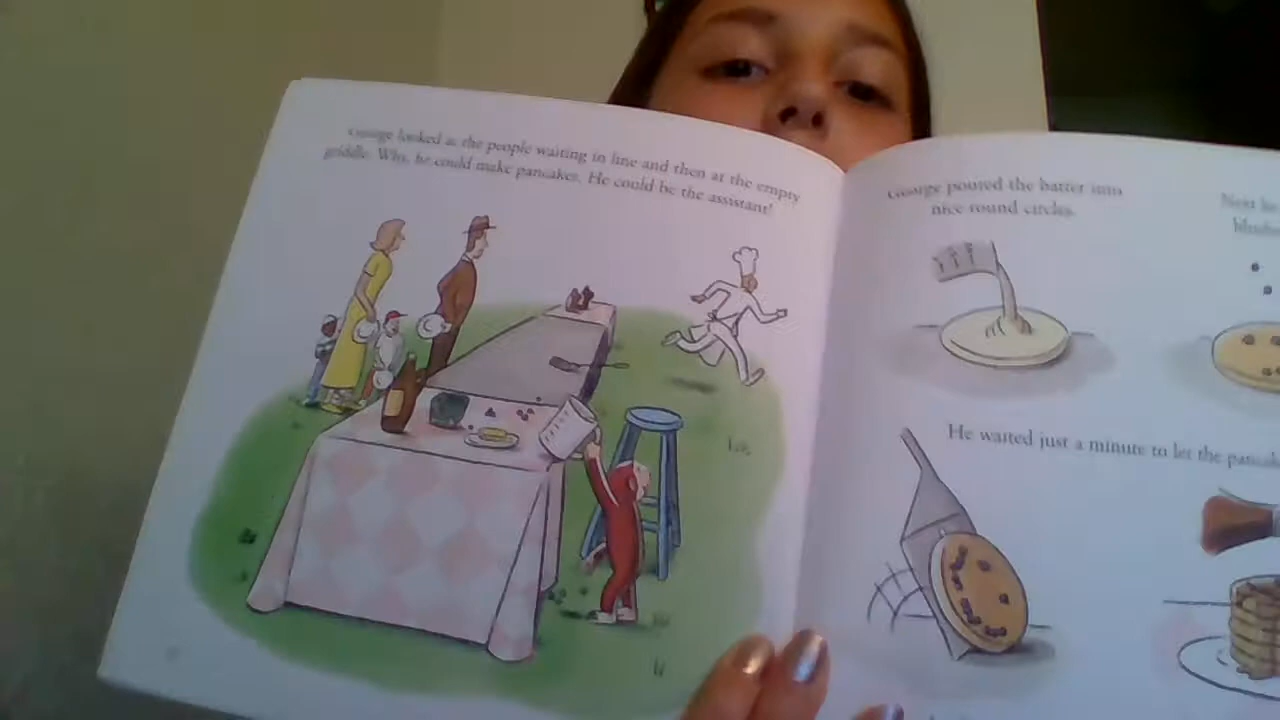 George looked at the people waiting in line and then at the empty
griddle. Why, he could make pancakes. He could be the assistant!
George poured the batter into
nice round circles.
Next he
He waited just a minute to let the